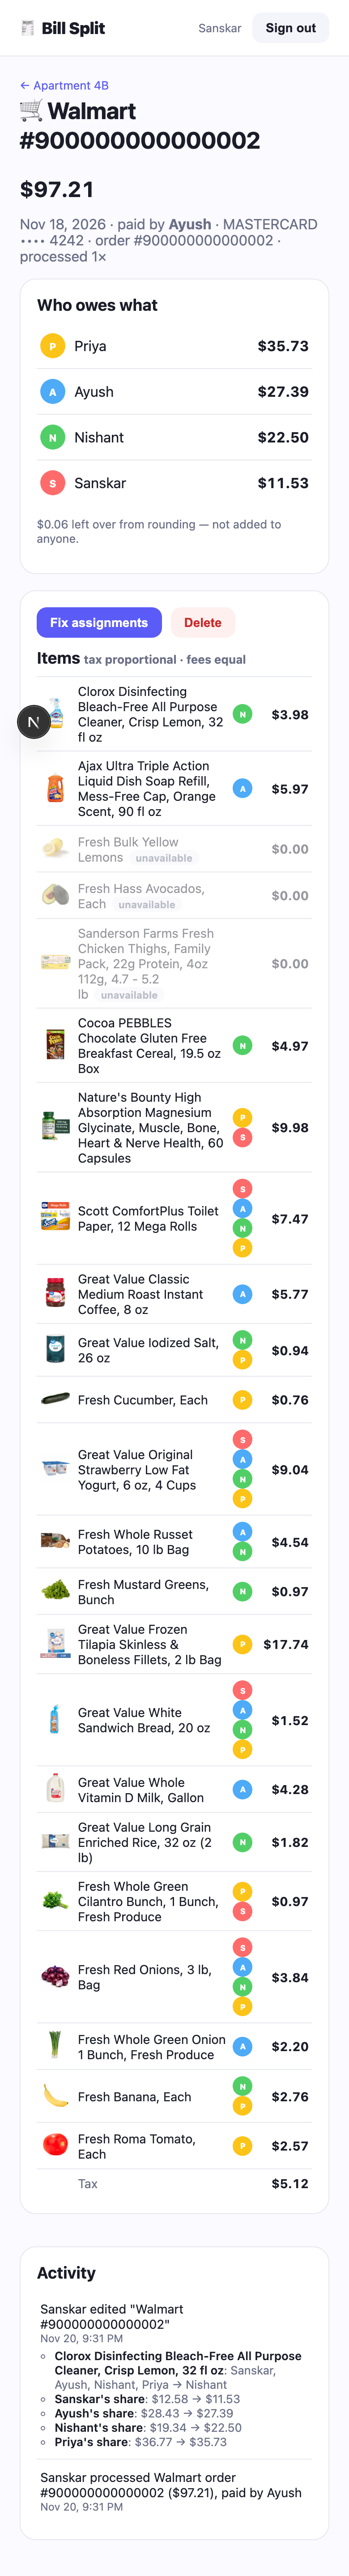 Bill Split
Sanskar
Sign out
← Apartment 4B
Walmart
#900000000000002
$97.21
Nov 18, 2026 · paid by Ayush · MASTERCARD
•••• 4242 · order #900000000000002 ·
processed 1×
Who owes what
P Priya $35.73
A Ayush $27.39
N Nishant $22.50
S Sanskar $11.53
$0.06 left over from rounding — not added to
anyone.
Fix assignments
Delete
Items tax proportional · fees equal
N
Clorox Disinfecting
Bleach-Free All Purpose
Cleaner, Crisp Lemon, 32
fl oz
N
$3.98
Ajax Ultra Triple Action
Liquid Dish Soap Refill,
Mess-Free Cap, Orange
Scent, 90 fl oz
A
$5.97
Fresh Bulk Yellow
Lemons unavailable
$0.00
Fresh Hass Avocados,
Each unavailable
$0.00
Sanderson Farms Fresh
Chicken Thighs, Family
Pack, 22g Protein, 4oz
112g, 4.7 - 5.2
lb unavailable
$0.00
Cocoa PEBBLES
Chocolate Gluten Free
Breakfast Cereal, 19.5 oz
Box
N
$4.97
Nature's Bounty High
Absorption Magnesium
Glycinate, Muscle, Bone,
Heart & Nerve Health, 60
Capsules
P
S
$9.98
Scott ComfortPlus Toilet
Paper, 12 Mega Rolls
S
A
N
P
$7.47
Great Value Classic
Medium Roast Instant
Coffee, 8 oz
A
$5.77
Great Value Iodized Salt,
26 oz
N
P
$0.94
Fresh Cucumber, Each
P
$0.76
Great Value Original
Strawberry Low Fat
Yogurt, 6 oz, 4 Cups
S
A
N
P
$9.04
Fresh Whole Russet
Potatoes, 10 lb Bag
A
N
$4.54
Fresh Mustard Greens,
Bunch
N
$0.97
Great Value Frozen
Tilapia Skinless &
Boneless Fillets, 2 lb Bag
P
$17.74
Great Value White
Sandwich Bread, 20 oz
S
A
N
P
$1.52
Great Value Whole
Vitamin D Milk, Gallon
A
$4.28
Great Value Long Grain
Enriched Rice, 32 oz (2
lb)
N
$1.82
Fresh Whole Green
Cilantro Bunch, 1 Bunch,
Fresh Produce
P
S
$0.97
Fresh Red Onions, 3 lb,
Bag
S
A
N
P
$3.84
Fresh Whole Green Onion
1 Bunch, Fresh Produce
A
$2.20
Fresh Banana, Each
N
P
$2.76
Fresh Roma Tomato,
Each
P
$2.57
Tax
$5.12
Activity
Sanskar edited "Walmart
#900000000000002"
Nov 20, 9:31 PM
Clorox Disinfecting Bleach-Free All Purpose
Cleaner, Crisp Lemon, 32 fl oz: Sanskar,
Ayush, Nishant, Priya → Nishant
Sanskar's share: $12.58 → $11.53
Ayush's share: $28.43 → $27.39
Nishant's share: $19.34 → $22.50
Priya's share: $36.77 → $35.73
Sanskar processed Walmart order
#900000000000002 ($97.21), paid by Ayush
Nov 20, 9:31 PM